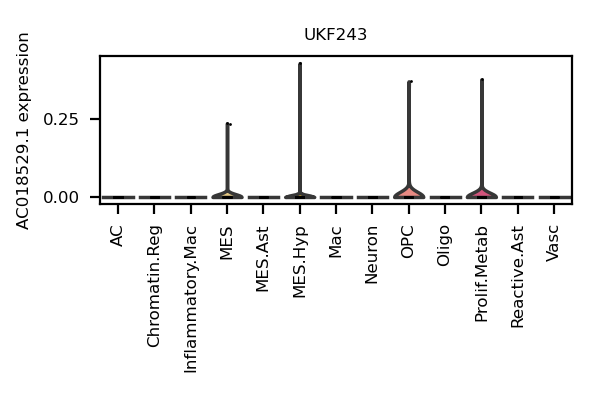 UKF243
AC018529.1 expression
0.25
0.00
AC
Chromatin.Reg
Inflammatory.Mac
MES
MES.Ast
MES.Hyp
Mac
Neuron
OPC
Oligo
Prolif.Metab
Reactive.Ast
Vasc